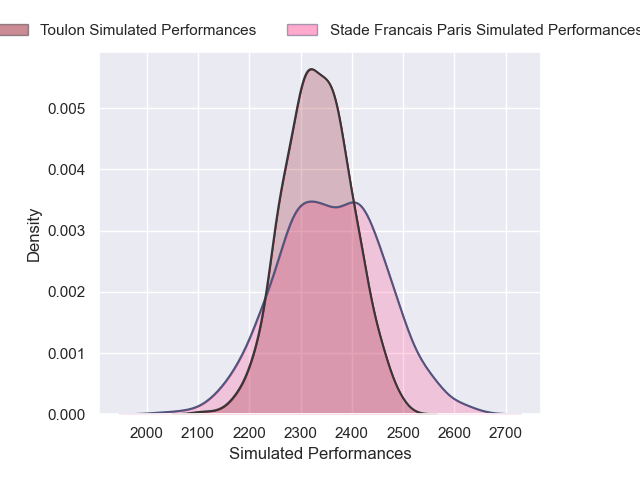 Toulon Simulated Performances
Stade Francais Paris Simulated Performances
0.005
0.004
0.003
0.002
0.001
0.000
Density
2000 2100 2200 2300 2400 2500 2600 2700
Simulated Performances